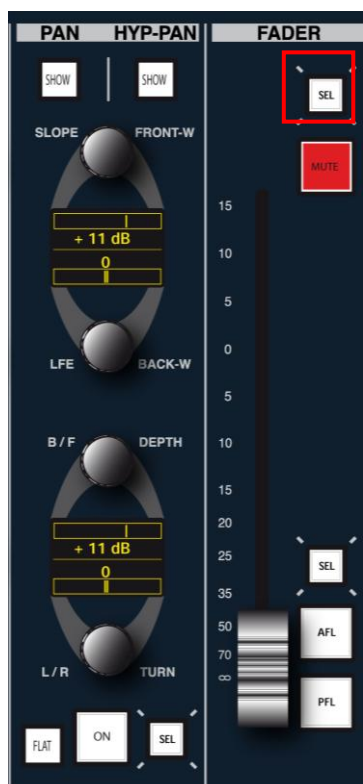 PAN HYP-PAN FADER
SHOW SHOW SEL
SLOPE FRONT-W MUTE
+ 11 dB
0
LFE BACK-W
15
10
5
0
5
10
15
20
25
35
50
70
∞
B / F DEPTH
+ 11 dB
0
L / R TURN
SEL
AFL
PFL
FLAT ON SEL